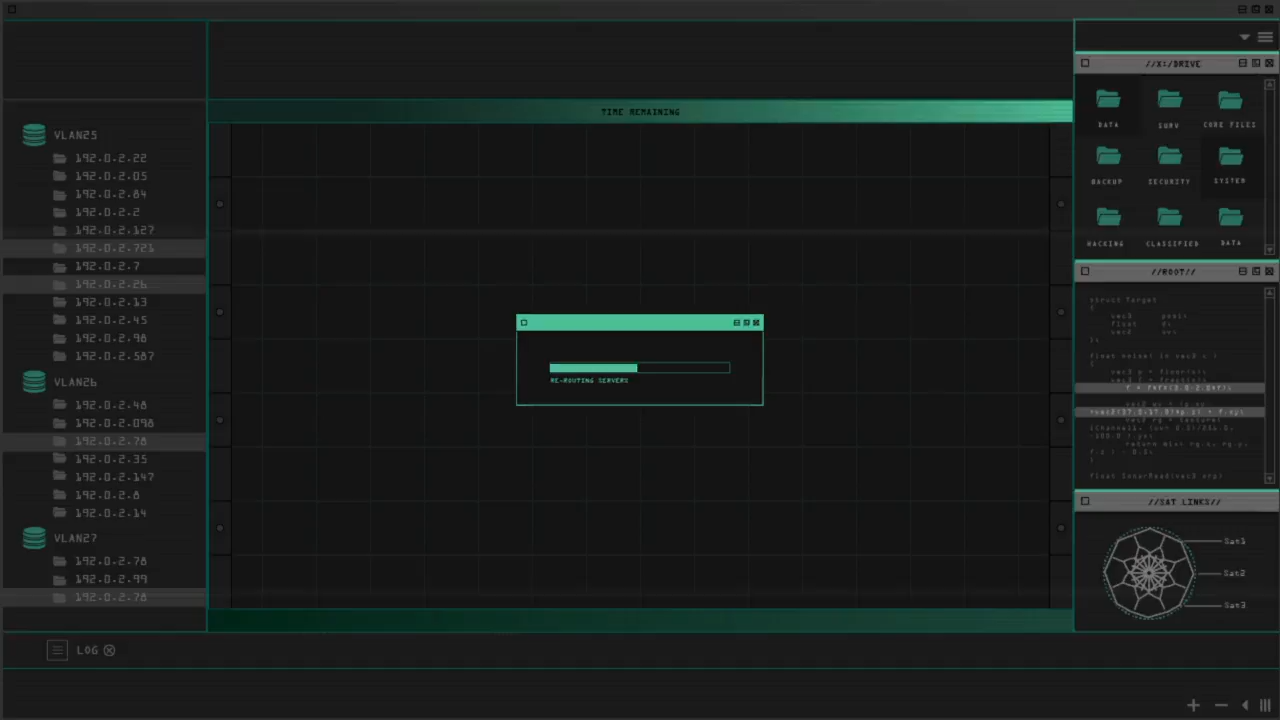 TIME REMAINING
VLAN25
192.0.2.22
192.0.2.05
192.0.2.84
192.0.2.2
192.0.2.127
192.0.2.721
192.0.2.7
192.0.2.26
192.0.2.13
192.0.2.45
192.0.2.98
192.0.2.587
VLAN26
192.0.2.48
192.0.2.098
192.0.2.78
192.0.2.35
192.0.2.147
192.0.2.8
192.0.2.14
VLAN27
192.0.2.78
192.0.2.99
192.0.2.78
LOG
RE-ROUTING SERVERS
//X:/DRIVE
DATA SURV CORE FILES
BACKUP SECURITY SYSTEM
HACKING CLASSIFIED DATA
//ROOT//
struct Target
{
float d;
};
//SAT LINKS//
Sat1
Sat2
Sat3